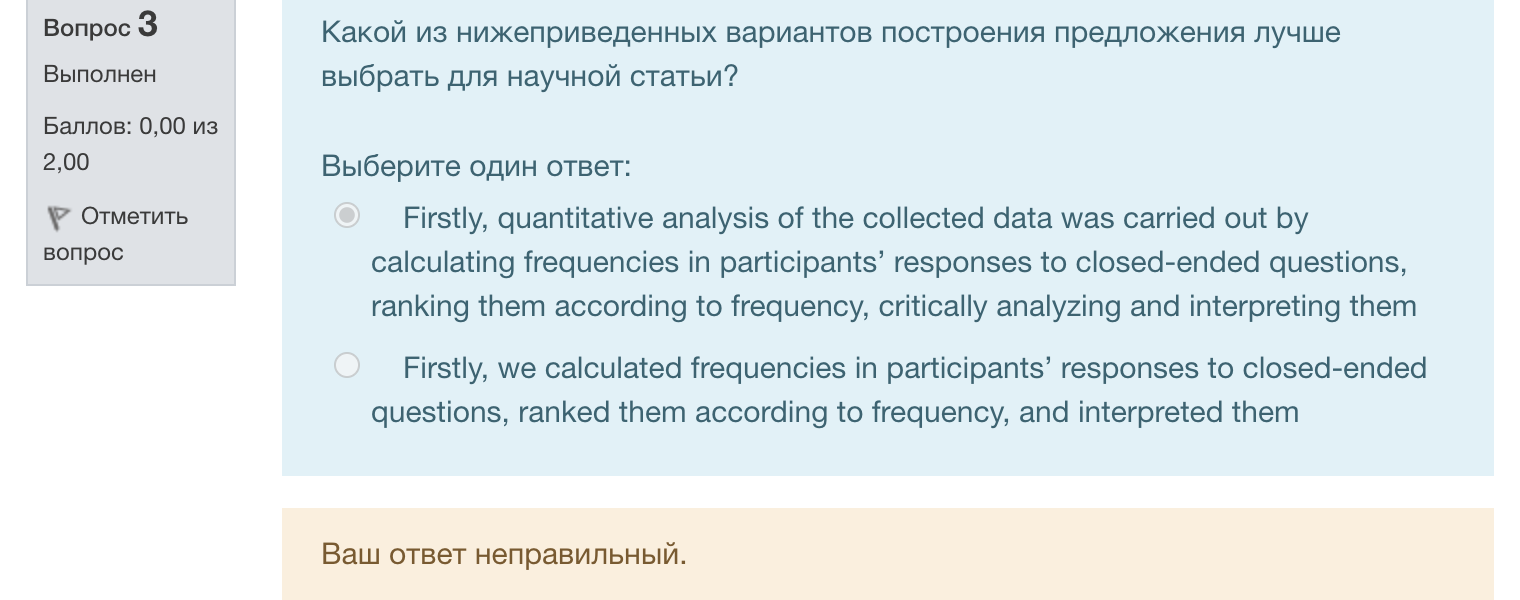 Вопрос 3
Выполнен
Баллов: 0,00 из
2,00
Отметить
вопрос
Какой из нижеприведенных вариантов построения предложения лучше
выбрать для научной статьи?
Выберите один ответ:
Firstly, quantitative analysis of the collected data was carried out by
calculating frequencies in participants’ responses to closed-ended questions,
ranking them according to frequency, critically analyzing and interpreting them
Firstly, we calculated frequencies in participants’ responses to closed-ended
questions, ranked them according to frequency, and interpreted them
Ваш ответ неправильный.